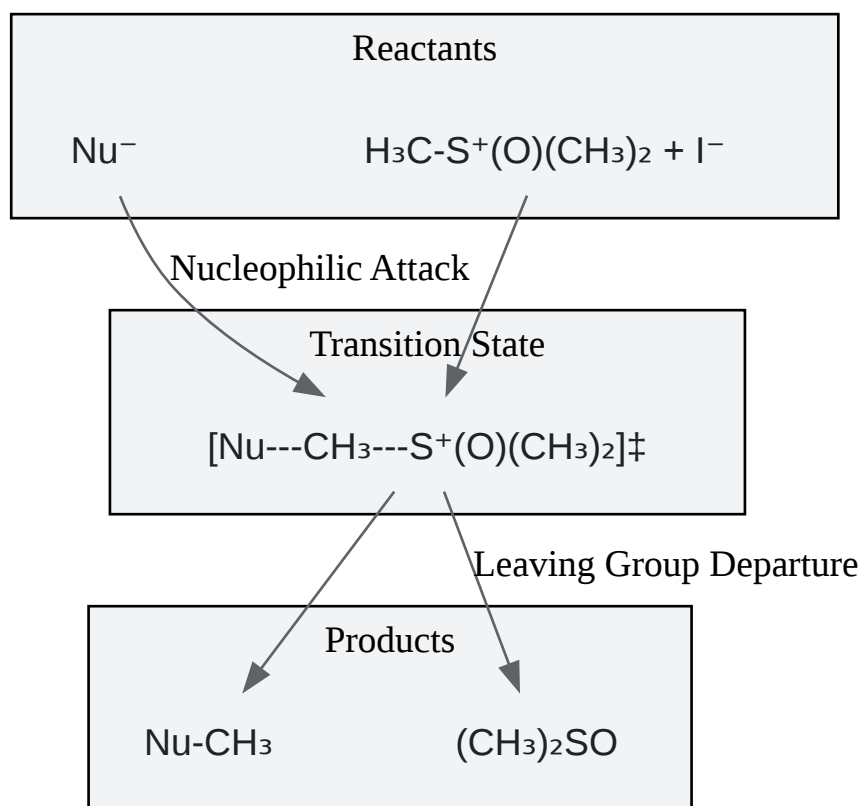 Reactants
Nu⁻ H₃C-S⁺(O)(CH₃)₂ + I⁻
Nucleophilic Attack
Transition State
[Nu---CH₃---S⁺(O)(CH₃)₂]‡
Leaving Group Departure
Products
Nu-CH₃ (CH₃)₂SO